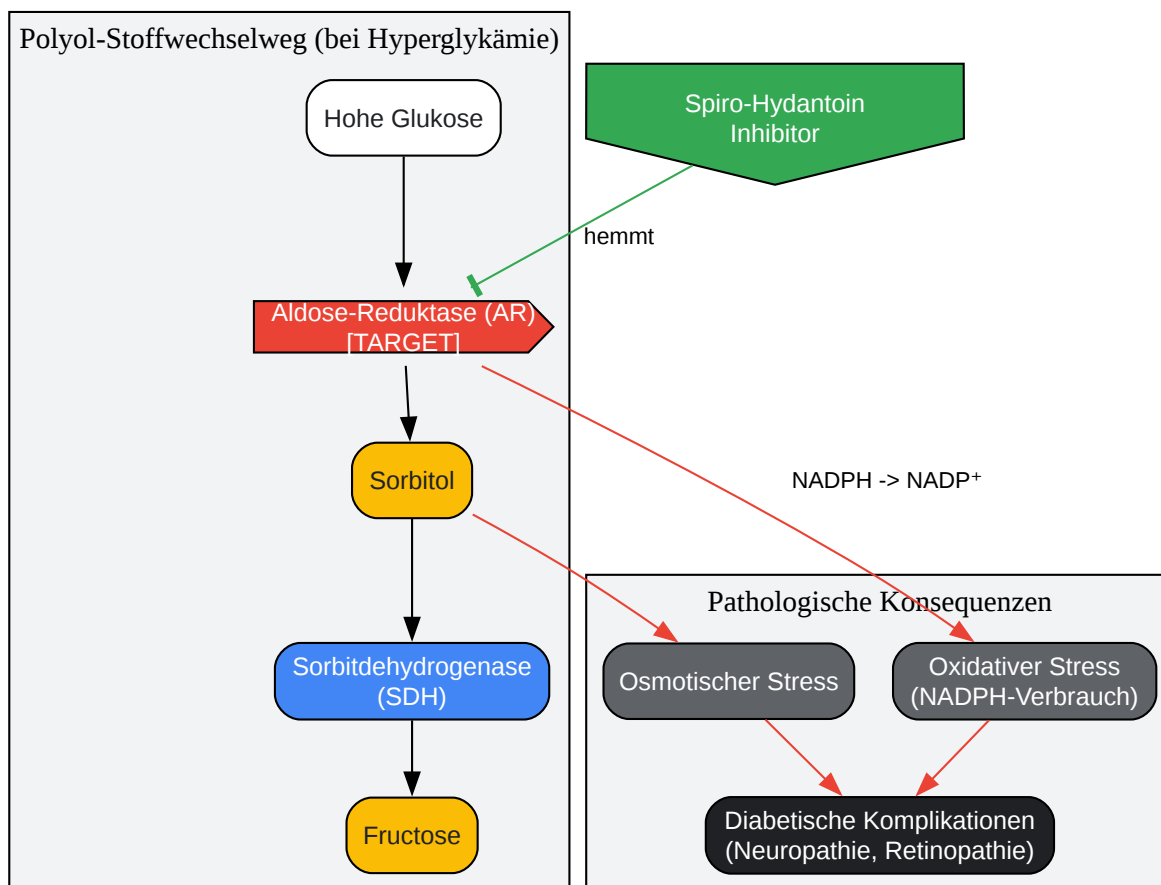 Polyol-Stoffwechselweg (bei Hyperglykämie)
Hohe Glukose
Spiro-Hydantoin
Inhibitor
hemmt
Aldose-Reduktase (AR)
[TARGET]
Sorbitol
NADPH -> NADP⁺
Pathologische Konsequenzen
Sorbitdehydrogenase
(SDH)
Osmotischer Stress
Oxidativer Stress
(NADPH-Verbrauch)
Fructose
Diabetische Komplikationen
(Neuropathie, Retinopathie)